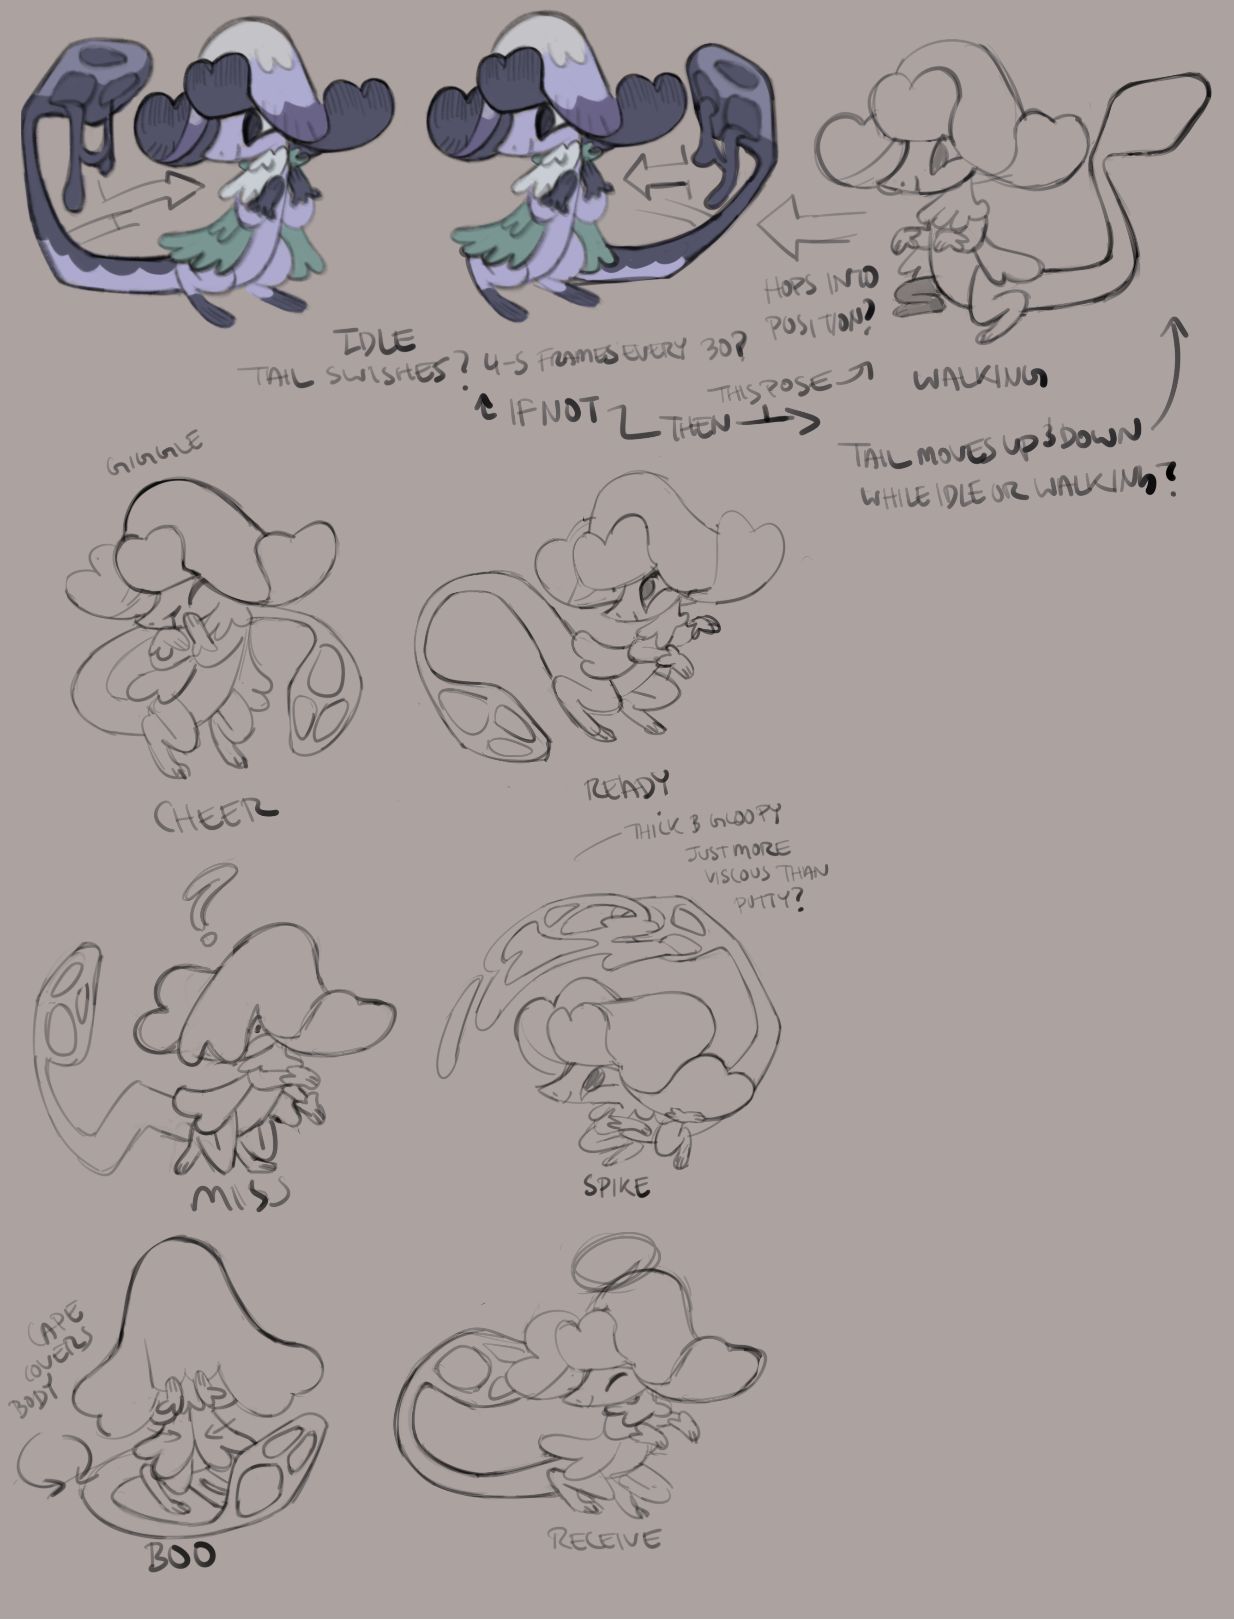 IDLE
TAIL SWISHES? 4-5 FRAMES EVERY 30?
HOPS INTO
POSITION?
↑ IF NOT
THEN →
THIS POSE →
WALKING
TAIL MOVES UP & DOWN
WHILE IDLE OR WALKING?
GIGGLE
CHEER
READY
THICK & GLOOPY
JUST MORE
VISCOUS THAN
PUTTY?
?
MISS
SPIKE
CAPE
COVERS
BODY
BOO
RECEIVE